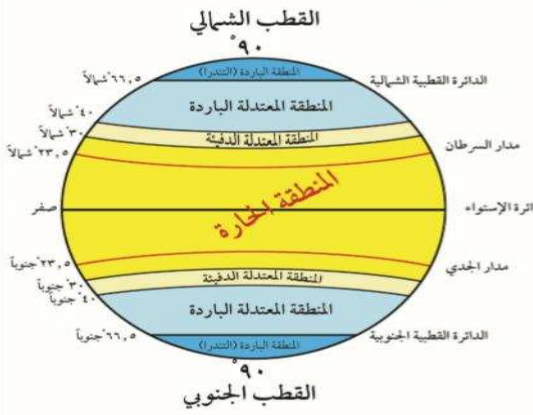 القطب الشمالي
٩٠°
المنطقة الباردة (التندرا)
الدائرة القطبية الشمالية
٦٦,٥° شمالاً
المنطقة المعتدلة الباردة
٤٠° شمالاً
٣٠° شمالاً
المنطقة المعتدلة الدفيئة
مدار السرطان
٢٣,٥° شمالاً
المنطقة الحارة
ائرة الإستواء
صفر
مدار الجدي
٢٣,٥° جنوباً
المنطقة المعتدلة الدفيئة
٣٠° جنوباً
٤٠° جنوباً
المنطقة المعتدلة الباردة
الدائرة القطبية الجنوبية
٦٦,٥° جنوباً
المنطقة الباردة (التندرا)
٩٠°
القطب الجنوبي